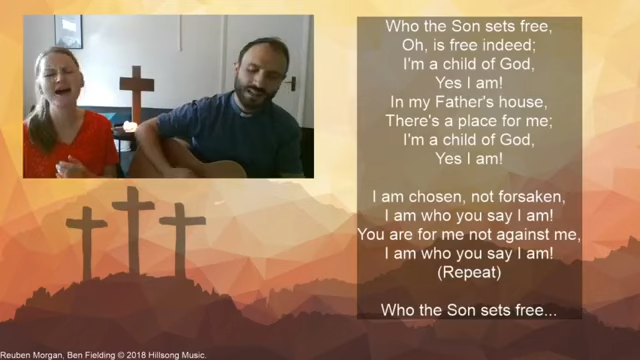 Who the Son sets free,
Oh, is free indeed;
I'm a child of God,
Yes I am!
In my Father's house,
There's a place for me;
I'm a child of God,
Yes I am!
I am chosen, not forsaken,
I am who you say I am!
You are for me not against me,
I am who you say I am!
(Repeat)
Who the Son sets free...
Reuben Morgan, Ben Fielding © 2018 Hillsong Music.